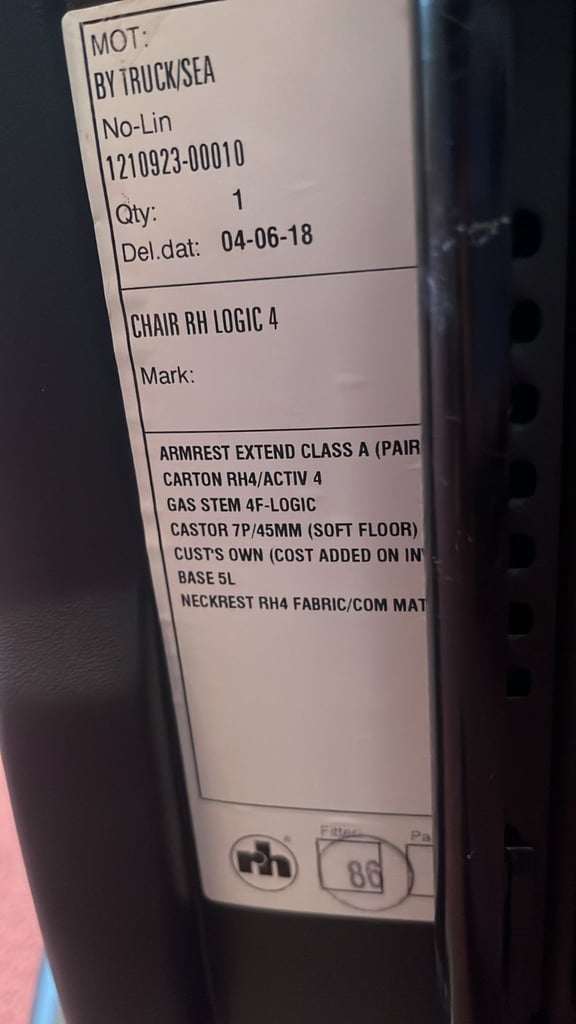 MOT:
BY TRUCK/SEA
No-Lin
1210923-00010
Qty: 1
Del.dat: 04-06-18
CHAIR RH LOGIC 4
Mark:
ARMREST EXTEND CLASS A (PAIR
CARTON RH4/ACTIV 4
GAS STEM 4F-LOGIC
CASTOR 7P/45MM (SOFT FLOOR)
CUST'S OWN (COST ADDED ON IN
BASE 5L
NECKREST RH4 FABRIC/COM MAT
rh®
Fitter Pa
86